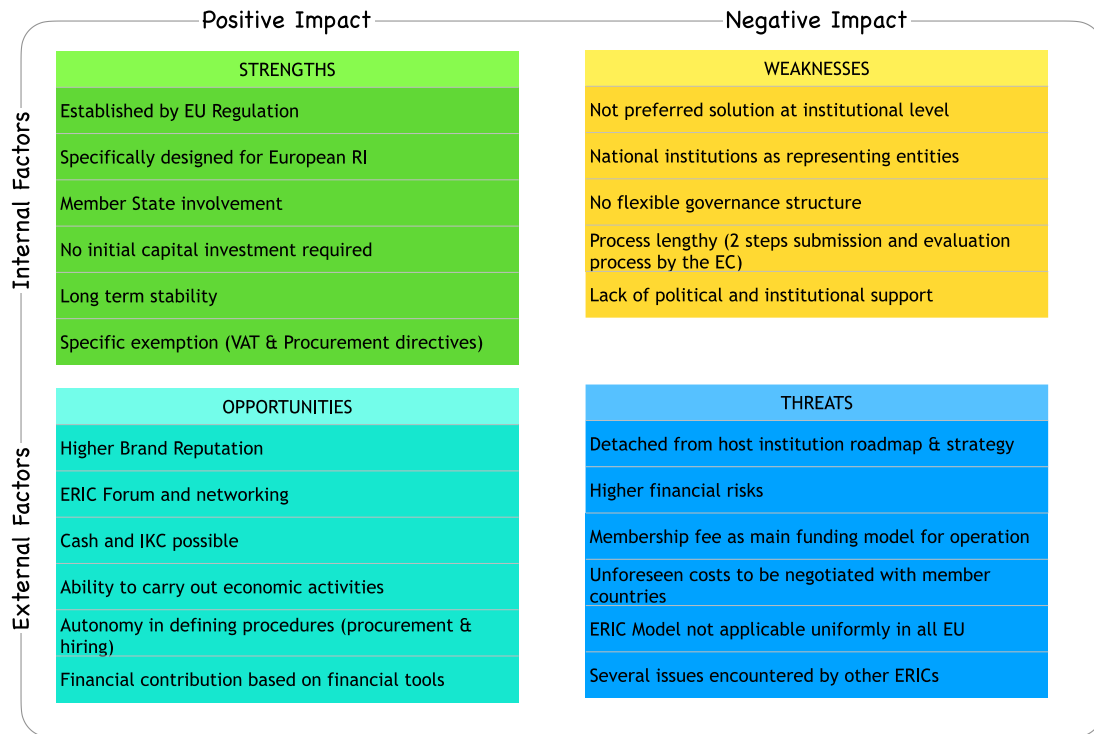 Positive Impact
Negative Impact
Internal Factors
STRENGTHS
Established by EU Regulation
Specifically designed for European RI
Member State involvement
No initial capital investment required
Long term stability
Specific exemption (VAT & Procurement directives)
WEAKNESSES
Not preferred solution at institutional level
National institutions as representing entities
No flexible governance structure
Process lengthy (2 steps submission and evaluation
process by the EC)
Lack of political and institutional support
External Factors
OPPORTUNITIES
Higher Brand Reputation
ERIC Forum and networking
Cash and IKC possible
Ability to carry out economic activities
Autonomy in defining procedures (procurement &
hiring)
Financial contribution based on financial tools
THREATS
Detached from host institution roadmap & strategy
Higher financial risks
Membership fee as main funding model for operation
Unforeseen costs to be negotiated with member
countries
ERIC Model not applicable uniformly in all EU
Several issues encountered by other ERICs